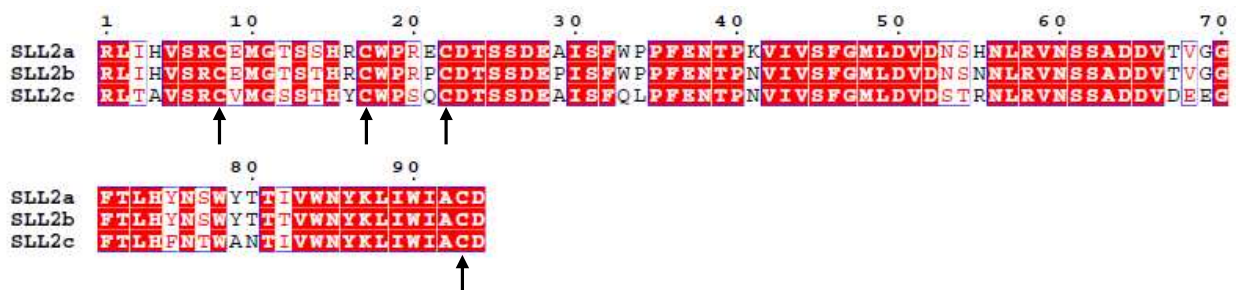 1 10 20 30 40 50 60 70
SLL2a RLIHVSRCEMGTSSHRCWPRECDTSSDEAISFWPPFENTPKVIVSFGMLDVDNSHNLRVNSSADDVTVGG
SLL2b RLIHVSRCEMGTSTHRCWPRPCDTSSDEPISFWPPFENTPNVIVSFGMLDVDNSNNLRVNSSADDVTVGG
SLL2c RLTAVSRCVMGSSTHYCWPSQCDTSSDEAISFQLPFENTPNVIVSFGMLDVDSTRNLRVNSSADDVDEEG
80 90
SLL2a FTLHYNSWYTTIVWNYKLIWIACD
SLL2b FTLHYNSWYTTTVWNYKLIWIACD
SLL2c FTLHFNTWANTIVWNYKLIWIACD